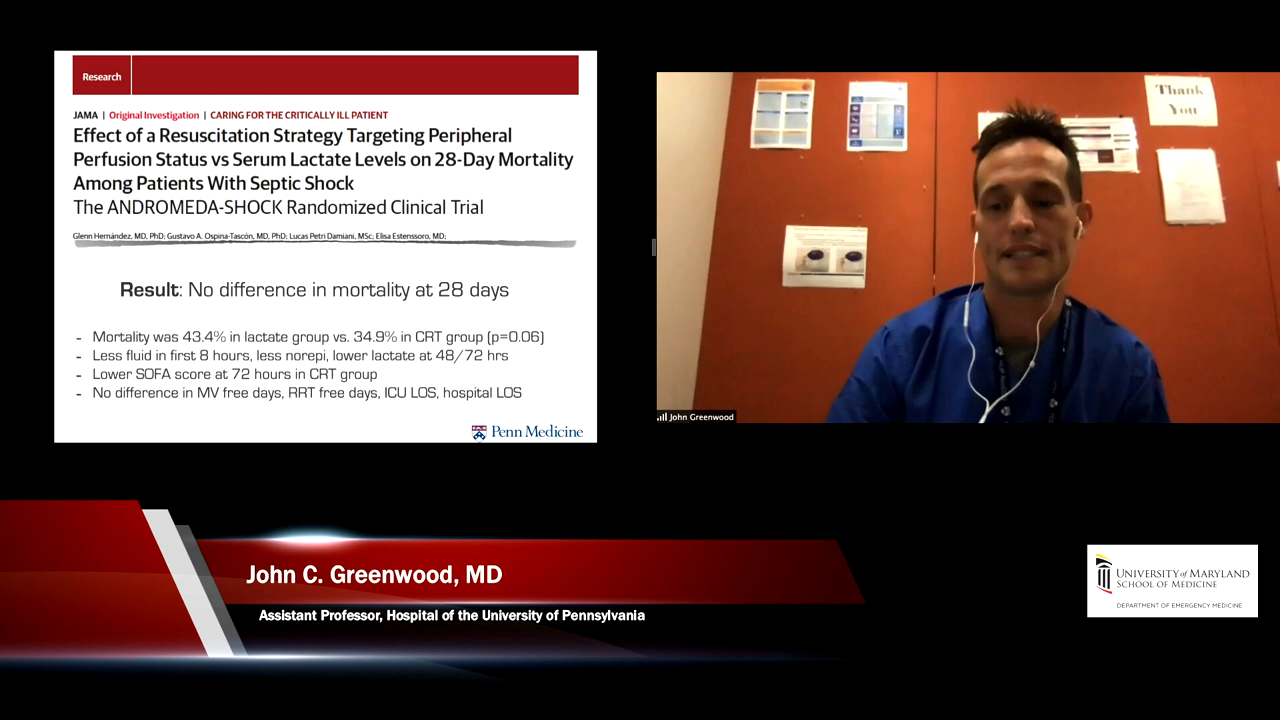 Research
JAMA | Original Investigation | CARING FOR THE CRITICALLY ILL PATIENT
Effect of a Resuscitation Strategy Targeting Peripheral
Perfusion Status vs Serum Lactate Levels on 28-Day Mortality
Among Patients With Septic Shock
The ANDROMEDA-SHOCK Randomized Clinical Trial
Glenn Hernández, MD, PhD; Gustavo A. Ospina-Tascón, MD, PhD; Lucas Petri Damiani, MSc; Elisa Estenssoro, MD;
Result: No difference in mortality at 28 days
- Mortality was 43.4% in lactate group vs. 34.9% in CRT group (p=0.06)
- Less fluid in first 8 hours, less norepi, lower lactate at 48/72 hrs
- Lower SOFA score at 72 hours in CRT group
- No difference in MV free days, RRT free days, ICU LOS, hospital LOS
Penn Medicine
Thank
You
John Greenwood
John C. Greenwood, MD
Assistant Professor, Hospital of the University of Pennsylvania
UNIVERSITY of MARYLAND
SCHOOL OF MEDICINE
DEPARTMENT OF EMERGENCY MEDICINE